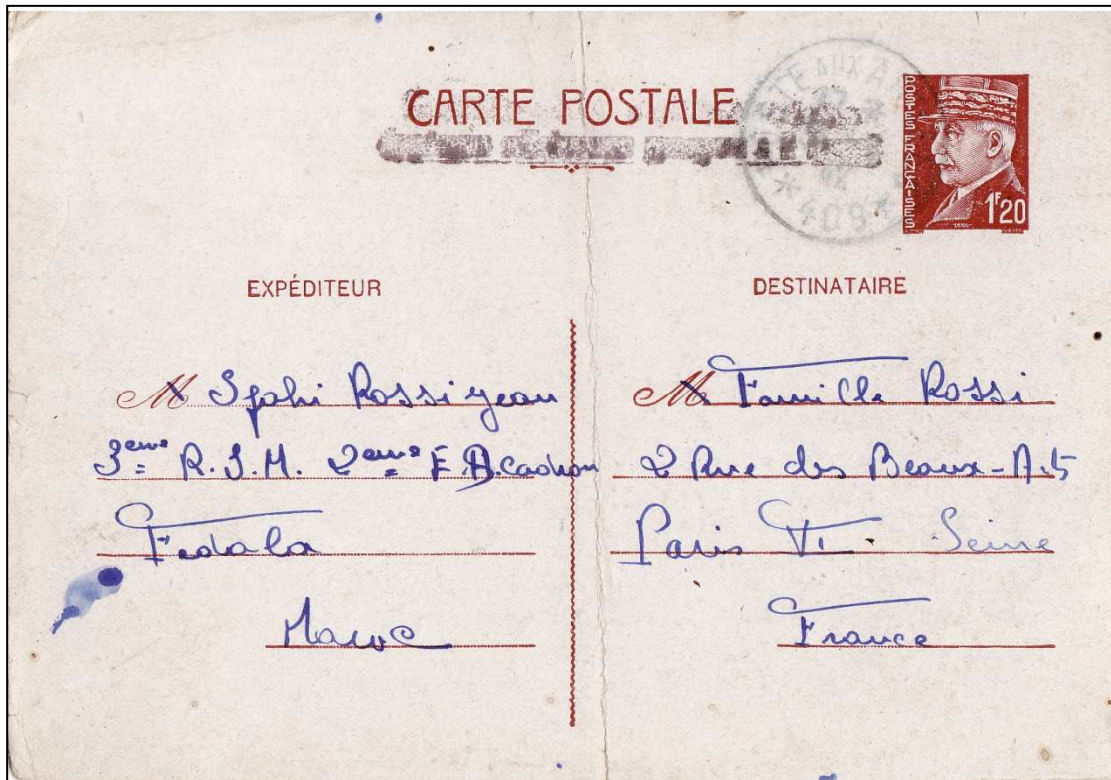 CARTE POSTALE
POSTES FRANÇAISES
1F20
EXPÉDITEUR
M Spahi Rossi Jean
3ème R.S.M. 2ème
Fedala
Maroc
DESTINATAIRE
M Famille Rossi
2 Rue des Beaux-Arts
Paris VI Seine
France